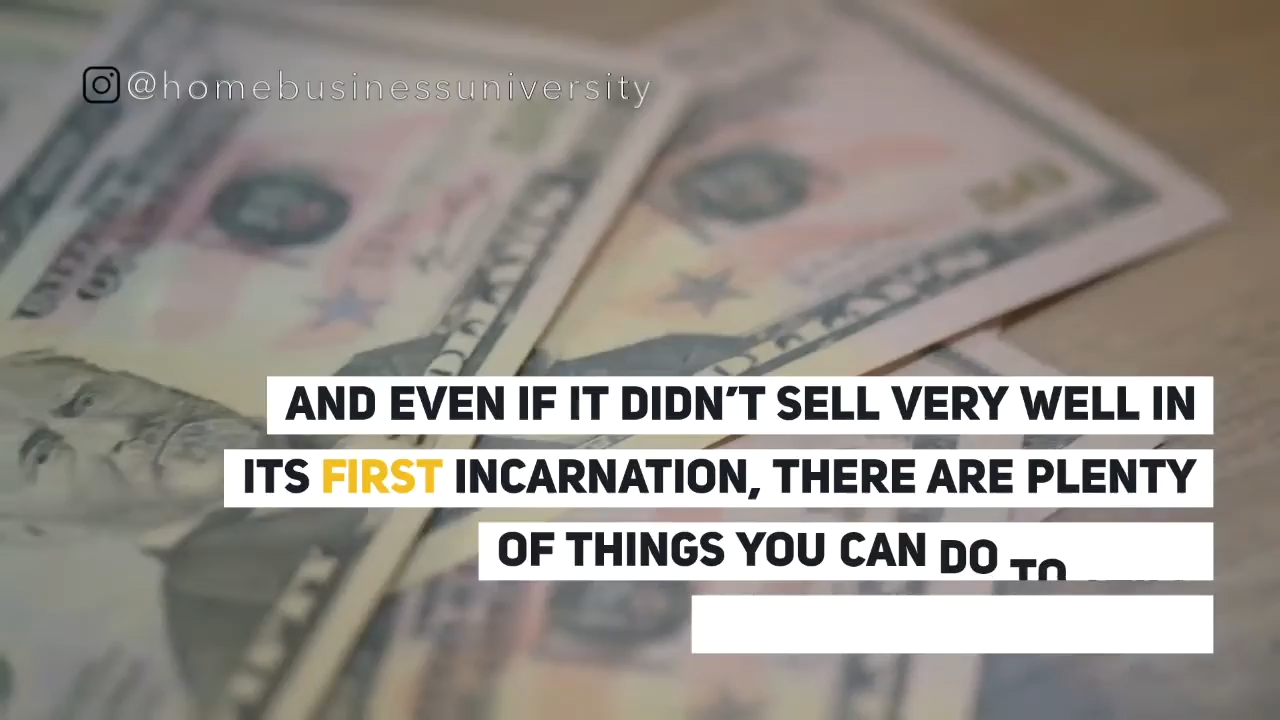 @homebusinessuniversity
AND EVEN IF IT DIDN'T SELL VERY WELL IN
ITS FIRST INCARNATION, THERE ARE PLENTY
OF THINGS YOU CAN DO TO